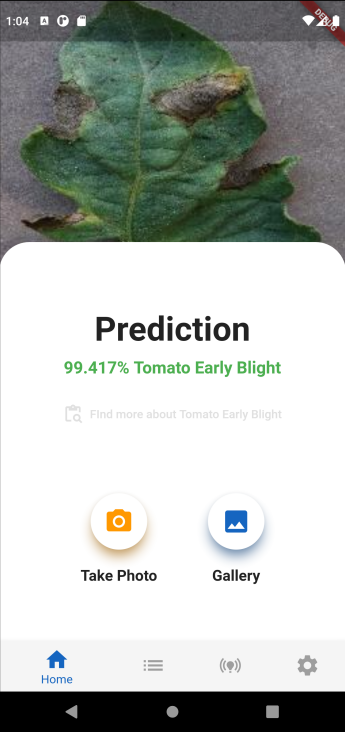 1:04
DEBUG
Prediction
99.417% Tomato Early Blight
Find more about Tomato Early Blight
Take Photo
Gallery
Home